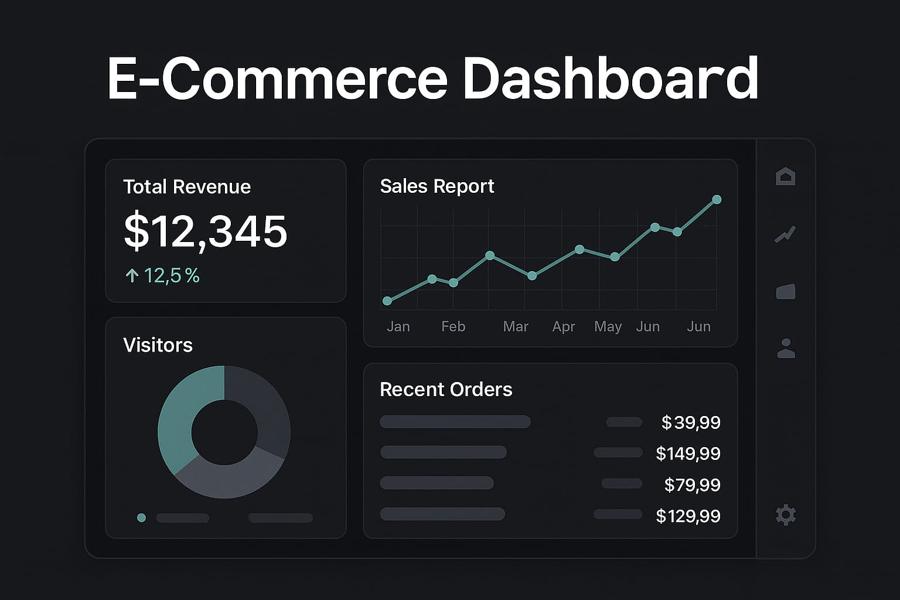 E-Commerce Dashboard
Total Revenue
$12,345
↑ 12,5%
Visitors
Sales Report
Jan Feb Mar Apr May Jun Jun
Recent Orders
$39,99
$149,99
$79,99
$129,99